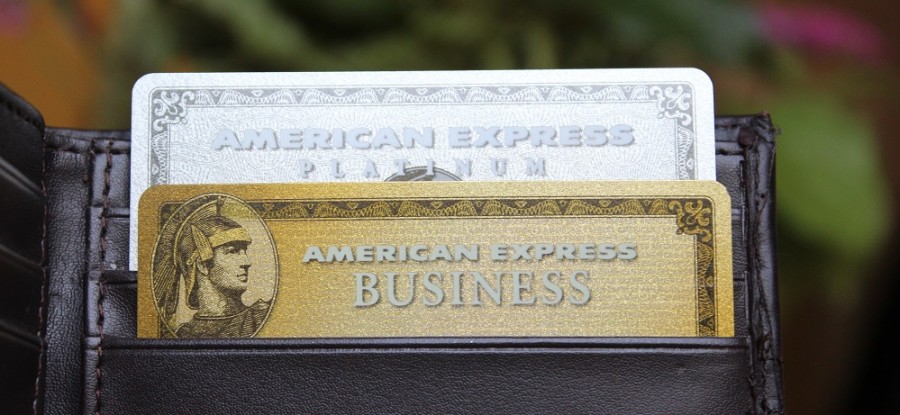 AMERICAN EXPRESS
PLATINUM
AMERICAN EXPRESS
BUSINESS